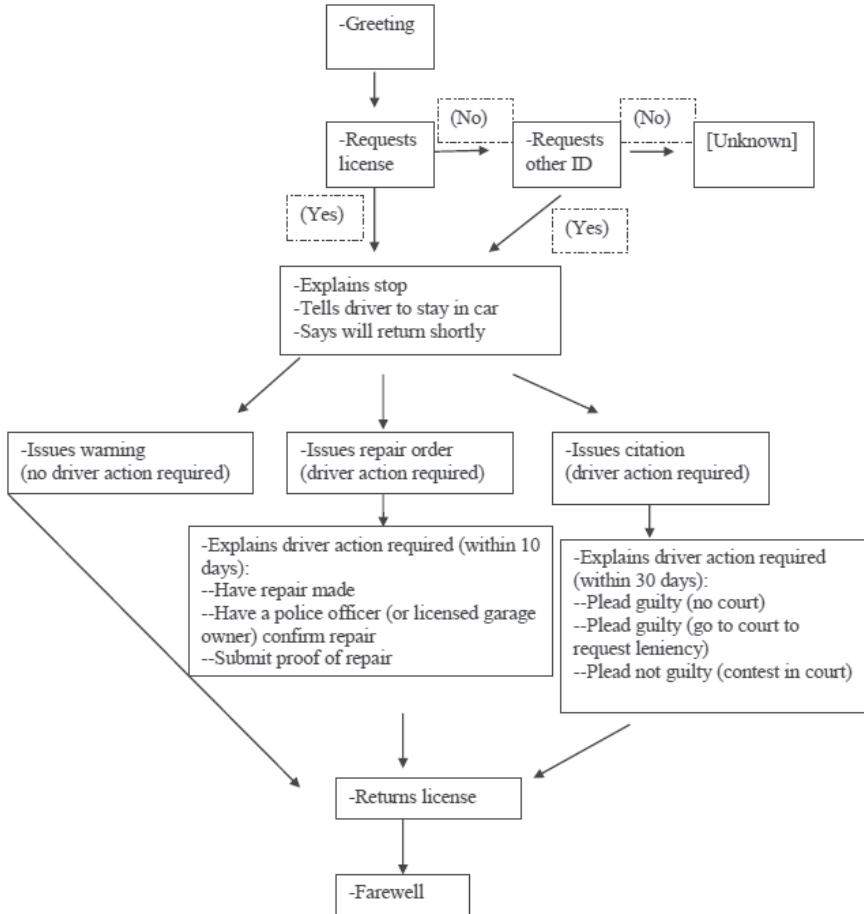 -Greeting
(No)
(No)
-Requests
license
-Requests
other ID
[Unknown]
(Yes)
(Yes)
-Explains stop
-Tells driver to stay in car
-Says will return shortly
-Issues warning
(no driver action required)
-Issues repair order
(driver action required)
-Issues citation
(driver action required)
-Explains driver action required (within 10
days):
--Have repair made
--Have a police officer (or licensed garage
owner) confirm repair
--Submit proof of repair
-Explains driver action required
(within 30 days):
--Plead guilty (no court)
--Plead guilty (go to court to
request leniency)
--Plead not guilty (contest in court)
-Returns license
-Farewell